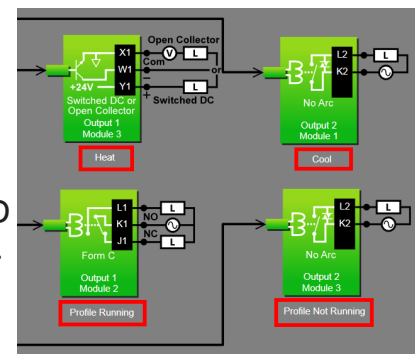 Open Collector
X1
V
L
Com
W1
–
or
+24V
Y1
+
L
Switched DC
Switched DC or
Open Collector
Output 1
Module 3
Heat
L2
L
K2
No Arc
Output 2
Module 1
Cool
L1
L
NO
K1
NC
J1
L
Form C
Output 1
Module 2
Profile Running
L2
L
K2
No Arc
Output 2
Module 3
Profile Not Running